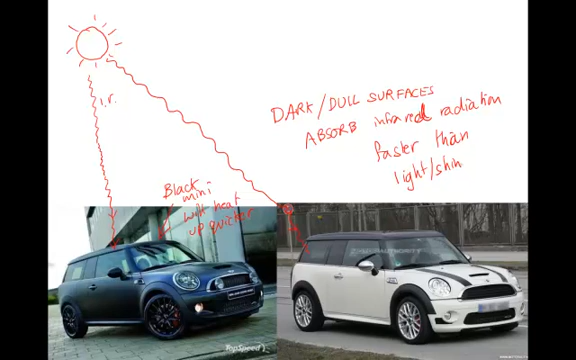 i.r.
DARK/DULL SURFACES
ABSORB infrared radiation
faster than
light/shin
Black
mini
will heat
up quicker
TopSpeed